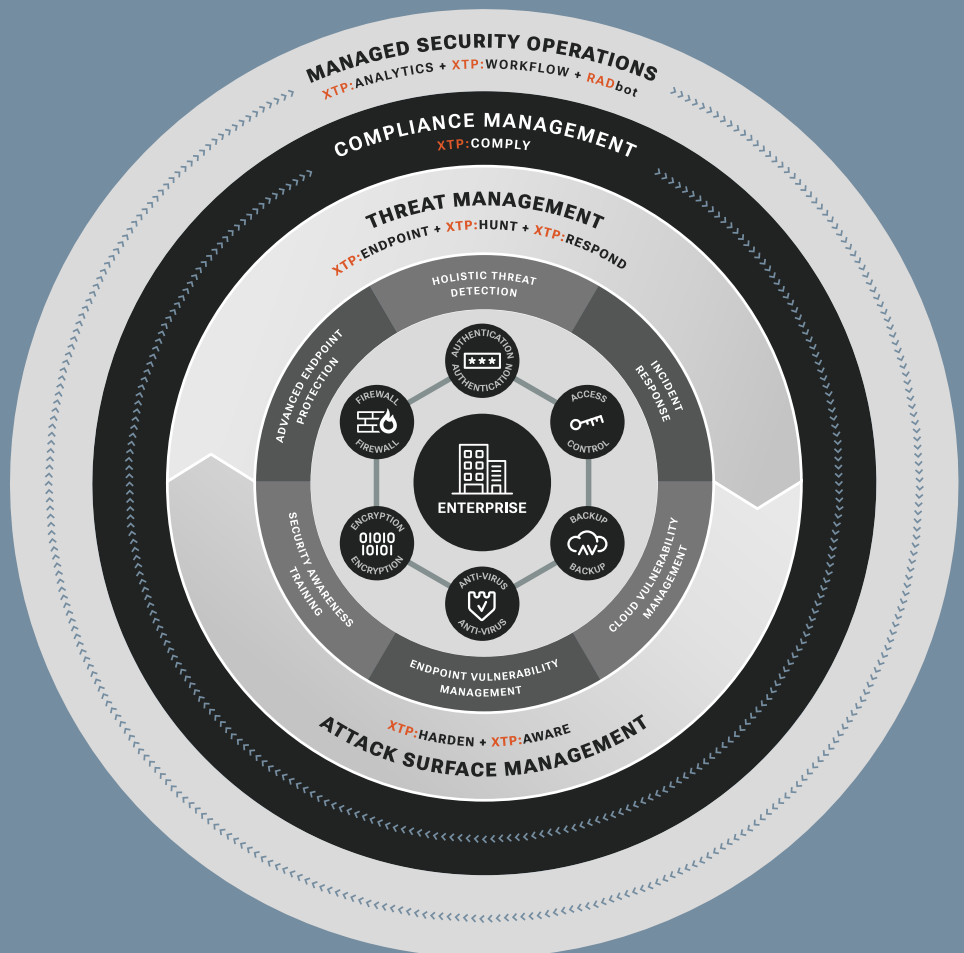 MANAGED SECURITY OPERATIONS
XTP:ANALYTICS + XTP:WORKFLOW + RADbot
COMPLIANCE MANAGEMENT
XTP:COMPLY
THREAT MANAGEMENT
XTP:ENDPOINT + XTP:HUNT + XTP:RESPOND
HOLISTIC THREAT
DETECTION
ADVANCED ENDPOINT
PROTECTION
INCIDENT
RESPONSE
AUTHENTICATION
***
AUTHENTICATION
FIREWALL
FIREWALL
ACCESS
CONTROL
ENTERPRISE
ENCRYPTION
01010
10101
ENCRYPTION
BACKUP
BACKUP
ANTI-VIRUS
ANTI-VIRUS
SECURITY AWARENESS
TRAINING
CLOUD VULNERABILITY
MANAGEMENT
ENDPOINT VULNERABILITY
MANAGEMENT
XTP:HARDEN + XTP:AWARE
ATTACK SURFACE MANAGEMENT